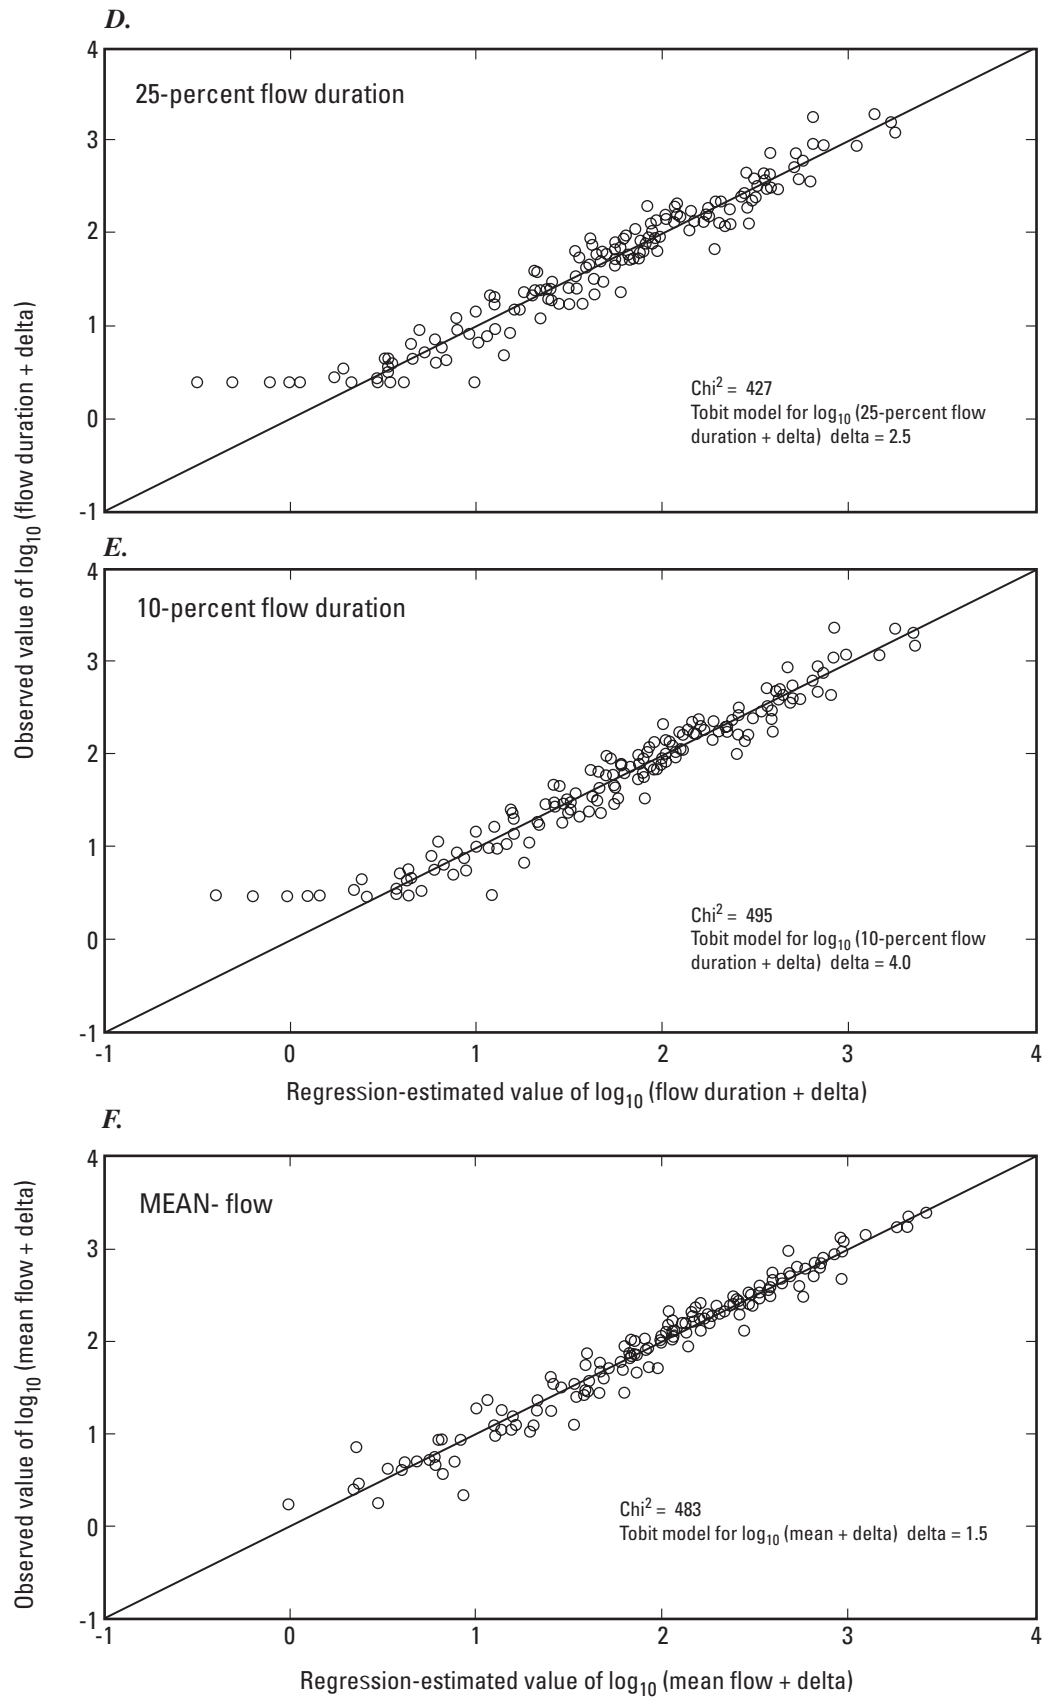 D.
4
25-percent flow duration
3
2
1
0
-1
Chi² = 427
Tobit model for log₁₀ (25-percent flow
duration + delta) delta = 2.5
Observed value of log₁₀ (flow duration + delta)
E.
4
10-percent flow duration
3
2
1
0
-1
Chi² = 495
Tobit model for log₁₀ (10-percent flow
duration + delta) delta = 4.0
-1 0 1 2 3 4
Regression-estimated value of log₁₀ (flow duration + delta)
F.
4
MEAN- flow
3
2
1
0
-1
Chi² = 483
Tobit model for log₁₀ (mean + delta) delta = 1.5
Observed value of log₁₀ (mean flow + delta)
-1 0 1 2 3 4
Regression-estimated value of log₁₀ (mean flow + delta)